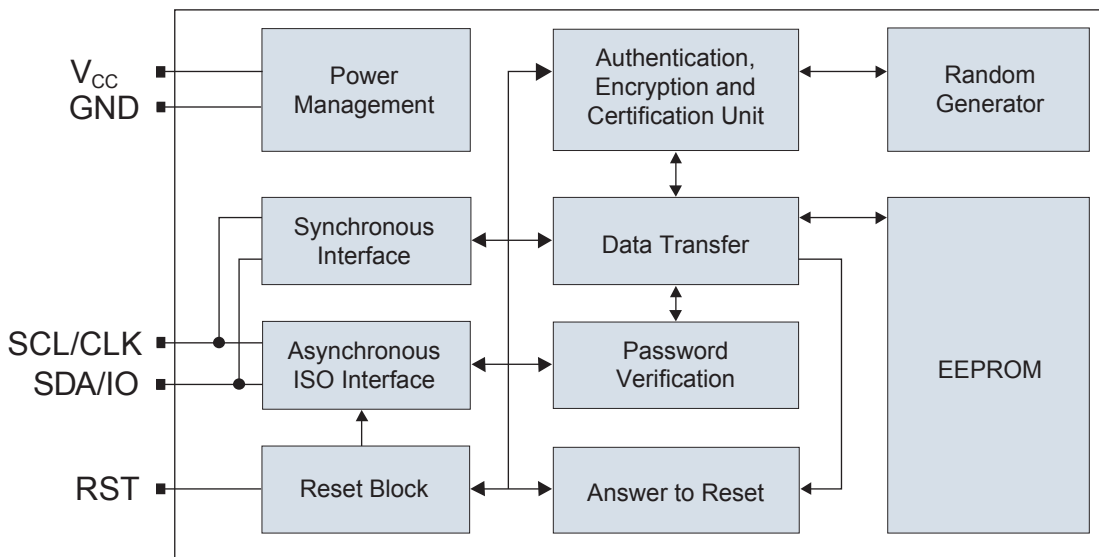 V_CC
GND
Power
Management
Authentication,
Encryption and
Certification Unit
Random
Generator
Synchronous
Interface
Data Transfer
EEPROM
SCL/CLK
SDA/IO
Asynchronous
ISO Interface
Password
Verification
RST
Reset Block
Answer to Reset